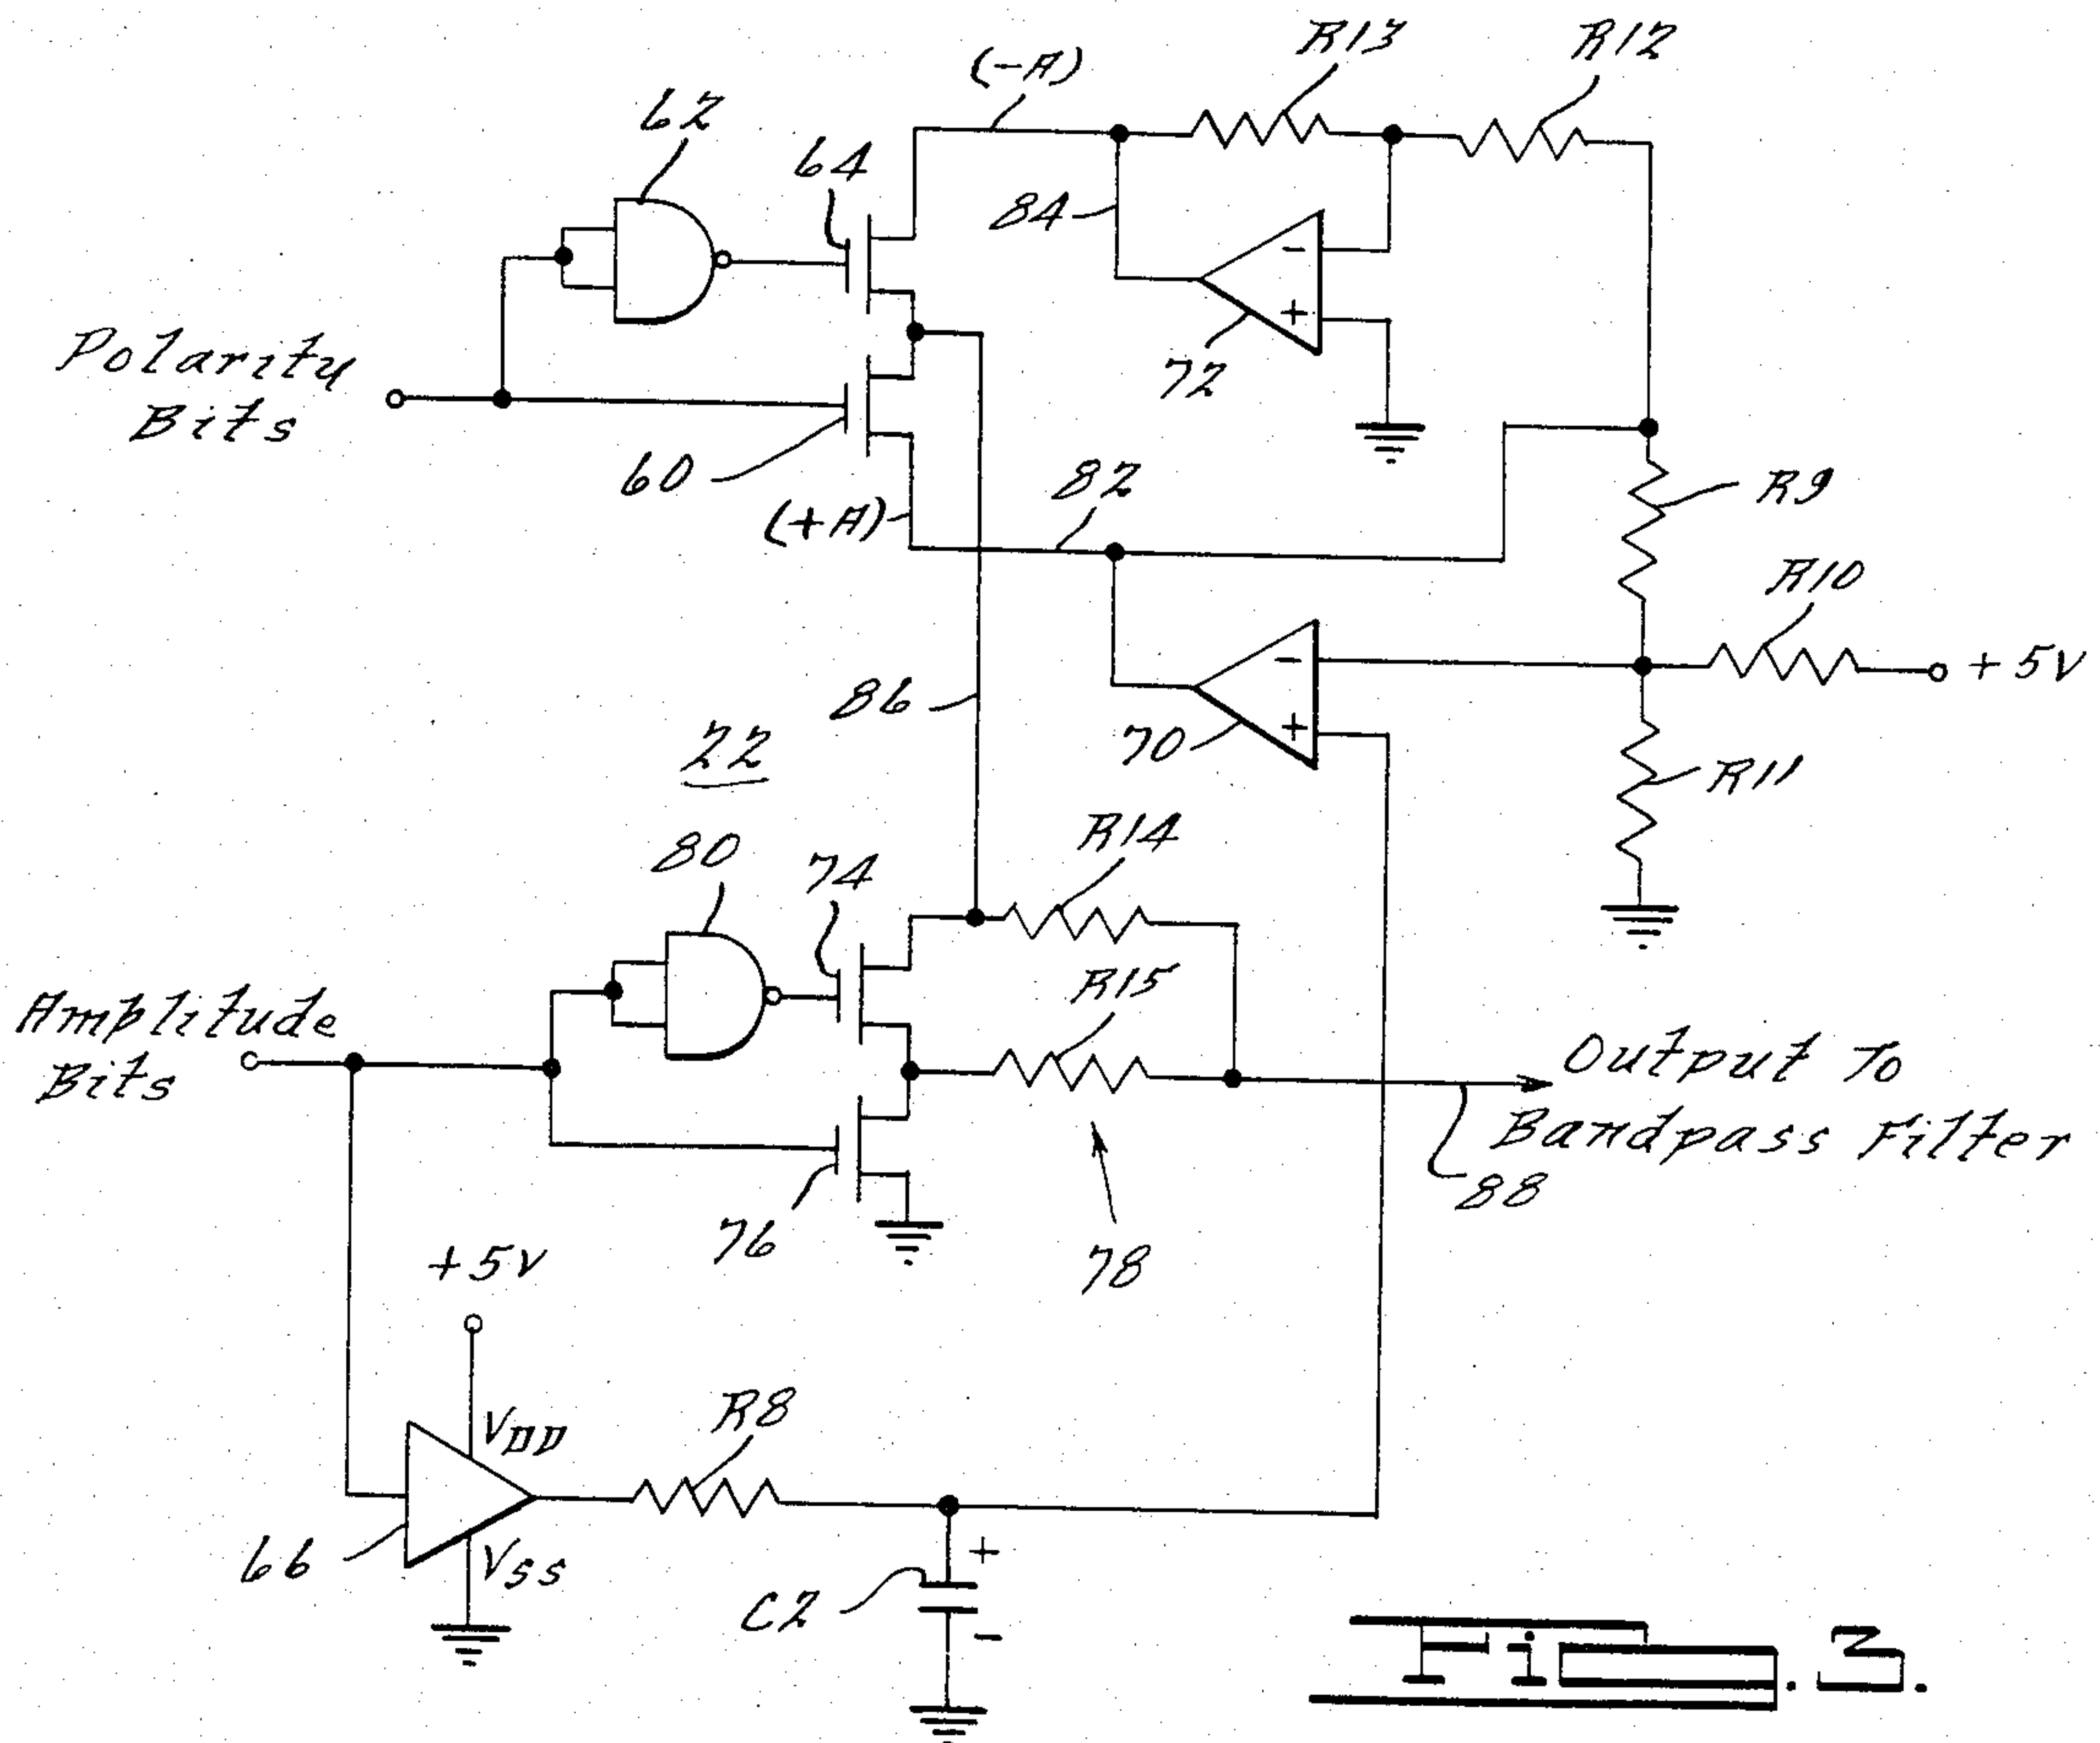 R13
R12
(-A)
62
64
84
-
+
72
Polarity
Bits
60
82
(+A)
R9
R10
+5V
-
+
70
86
22
R11
R14
80
74
R15
Amplitude
Bits
Output To
Bandpass Filter
88
76
78
+5V
VDD
R8
66
VSS
+
C2
-
Fig. 3.